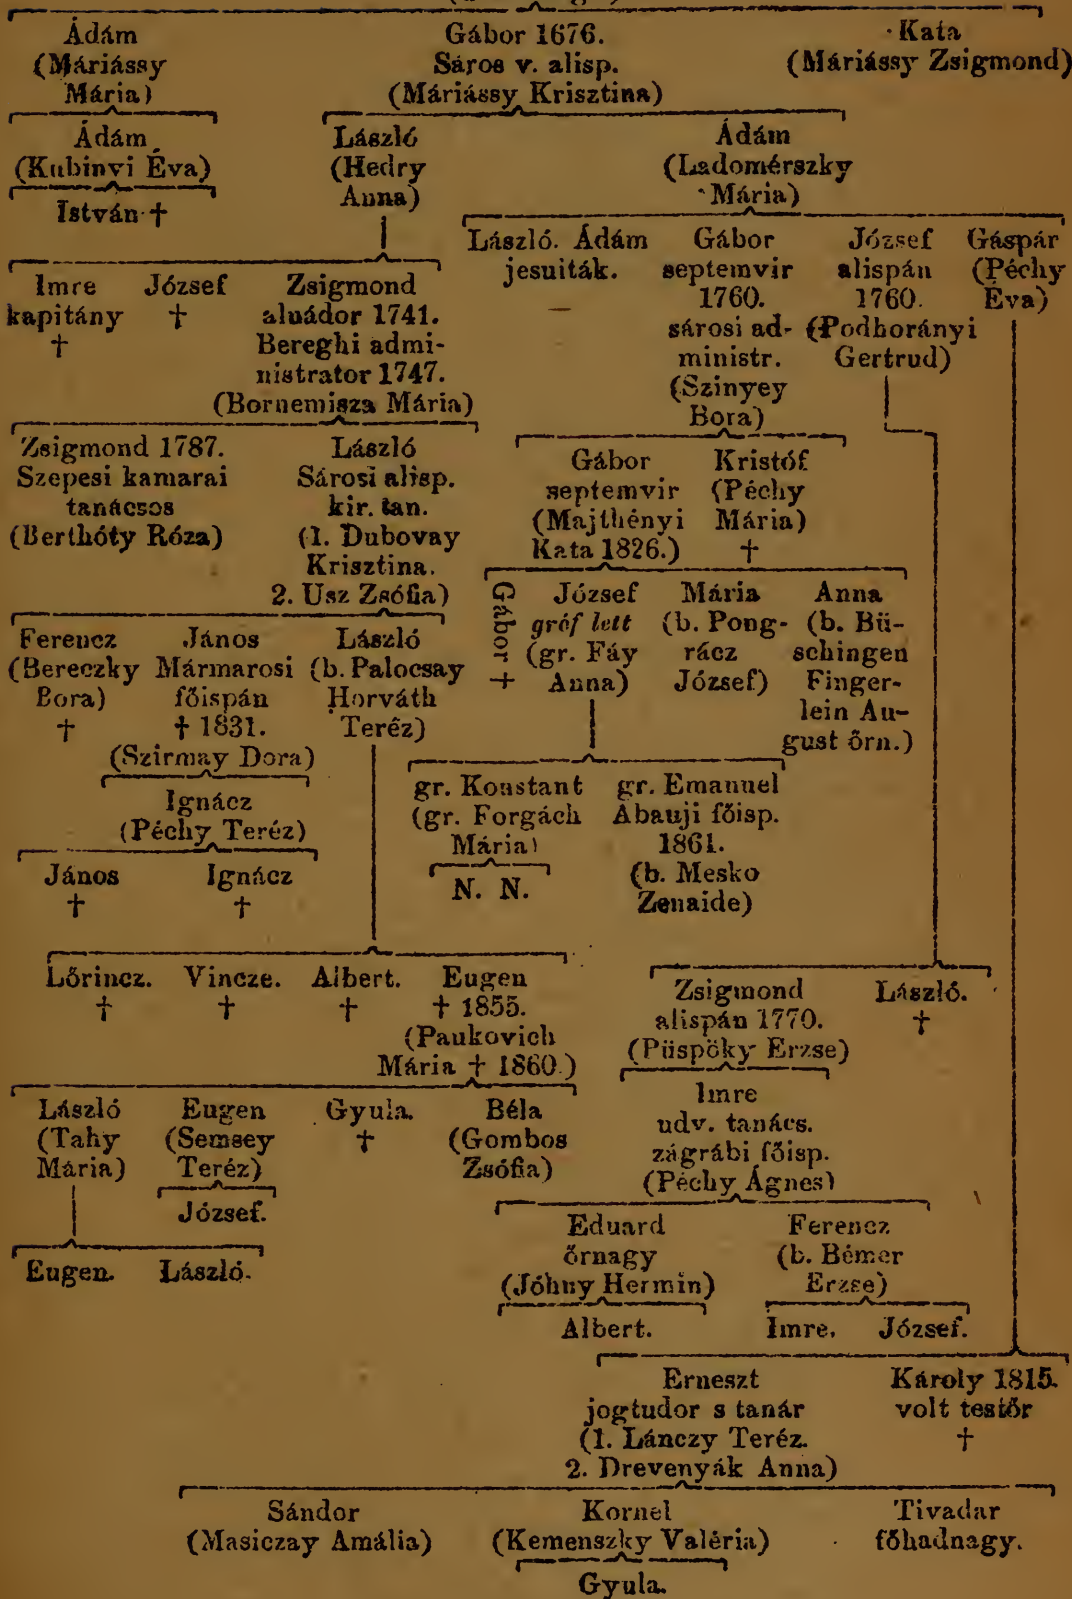 Ádám
(Máriássy
Mária)
Gábor 1676.
Sáros v. alisp.
(Máriássy Krisztina)
Kata
(Máriássy Zsigmond)
Ádám
(Kubinyi Éva)
István †
László
(Hedry
Anna)
Ádám
(Ladomérszky
Mária)
László. Ádám
jesuiták.
Gábor
septemvir
1760.
sárosi ad-
ministr.
(Szinyey
Bora)
József
alispán
1760.
(Podhorányi
Gertrud)
Gáspár
(Péchy
Éva)
Imre
kapitány
†
József
†
Zsigmond
aluádor 1741.
Bereghi admi-
nistrator 1747.
(Bornemisza Mária)
Zsigmond 1787.
Szepesi kamarai
tanácsos
(Berthóty Róza)
László
Sárosi alisp.
kir. tan.
(1. Dubovay
Krisztina.
2. Usz Zsófia)
Gábor
septemvir
(Majthényi
Kata 1826.)
Kristóf
(Péchy
Mária)
†
Ferencz
(Bereczky
Bora)
†
János
Mármarosi
főispán
† 1831.
(Szirmay Dora)
László
(b. Palocsay
Horváth
Teréz)
Gábor †
József
gróf lett
(gr. Fáy
Anna)
Mária
(b. Pong-
rácz
József)
Anna
(b. Bü-
schingen
Finger-
lein Au-
gust őrn.)
Ignácz
(Péchy Teréz)
János
†
Ignácz
†
gr. Konstant
(gr. Forgách
Mária)
N. N.
gr. Emanuel
Abauji főisp.
1861.
(b. Mesko
Zenaide)
Lőrincz.
†
Vincze.
†
Albert.
†
Eugen
† 1855.
(Paukovich
Mária † 1860.)
Zsigmond
alispán 1770.
(Püspöky Erzse)
László.
†
László
(Tahy
Mária)
Eugen
(Semsey
Teréz)
József.
Gyula.
†
Béla
(Gombos
Zsófia)
Imre
udv. tanács.
zágrábi főisp.
(Péchy Ágnes)
Eugen. László.
Eduard
őrnagy
(Jóhny Hermin)
Albert.
Ferencz
(b. Bémer
Erzse)
Imre. József.
Erneszt
jogtudor s tanár
(1. Lánczy Teréz.
2. Drevenyák Anna)
Károly 1815.
volt testőr
†
Sándor
(Masiczay Amália)
Kornel
(Kemenszky Valéria)
Tivadar
főhadnagy.
Gyula.